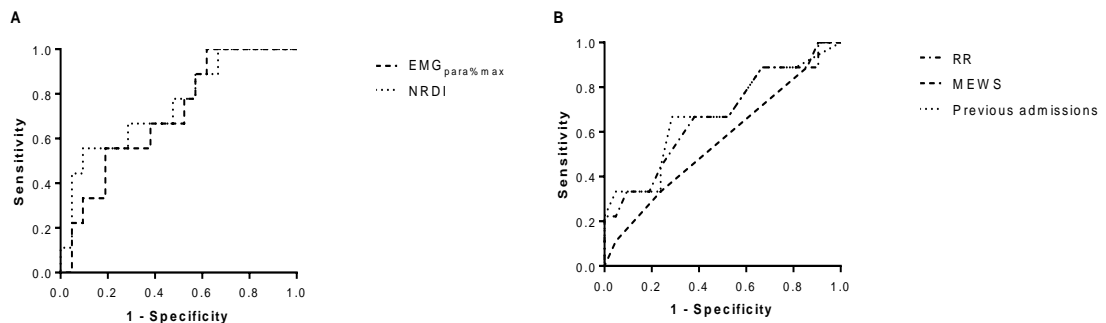 A
1.0
0.8
0.6
0.4
0.2
0.0
Sensitivity
0.0 0.2 0.4 0.6 0.8 1.0
1 - Specificity
EMGpara%max
NRDI
B
1.0
0.8
0.6
0.4
0.2
0.0
Sensitivity
0.0 0.2 0.4 0.6 0.8 1.0
1 - Specificity
RR
MEWS
Previous admissions